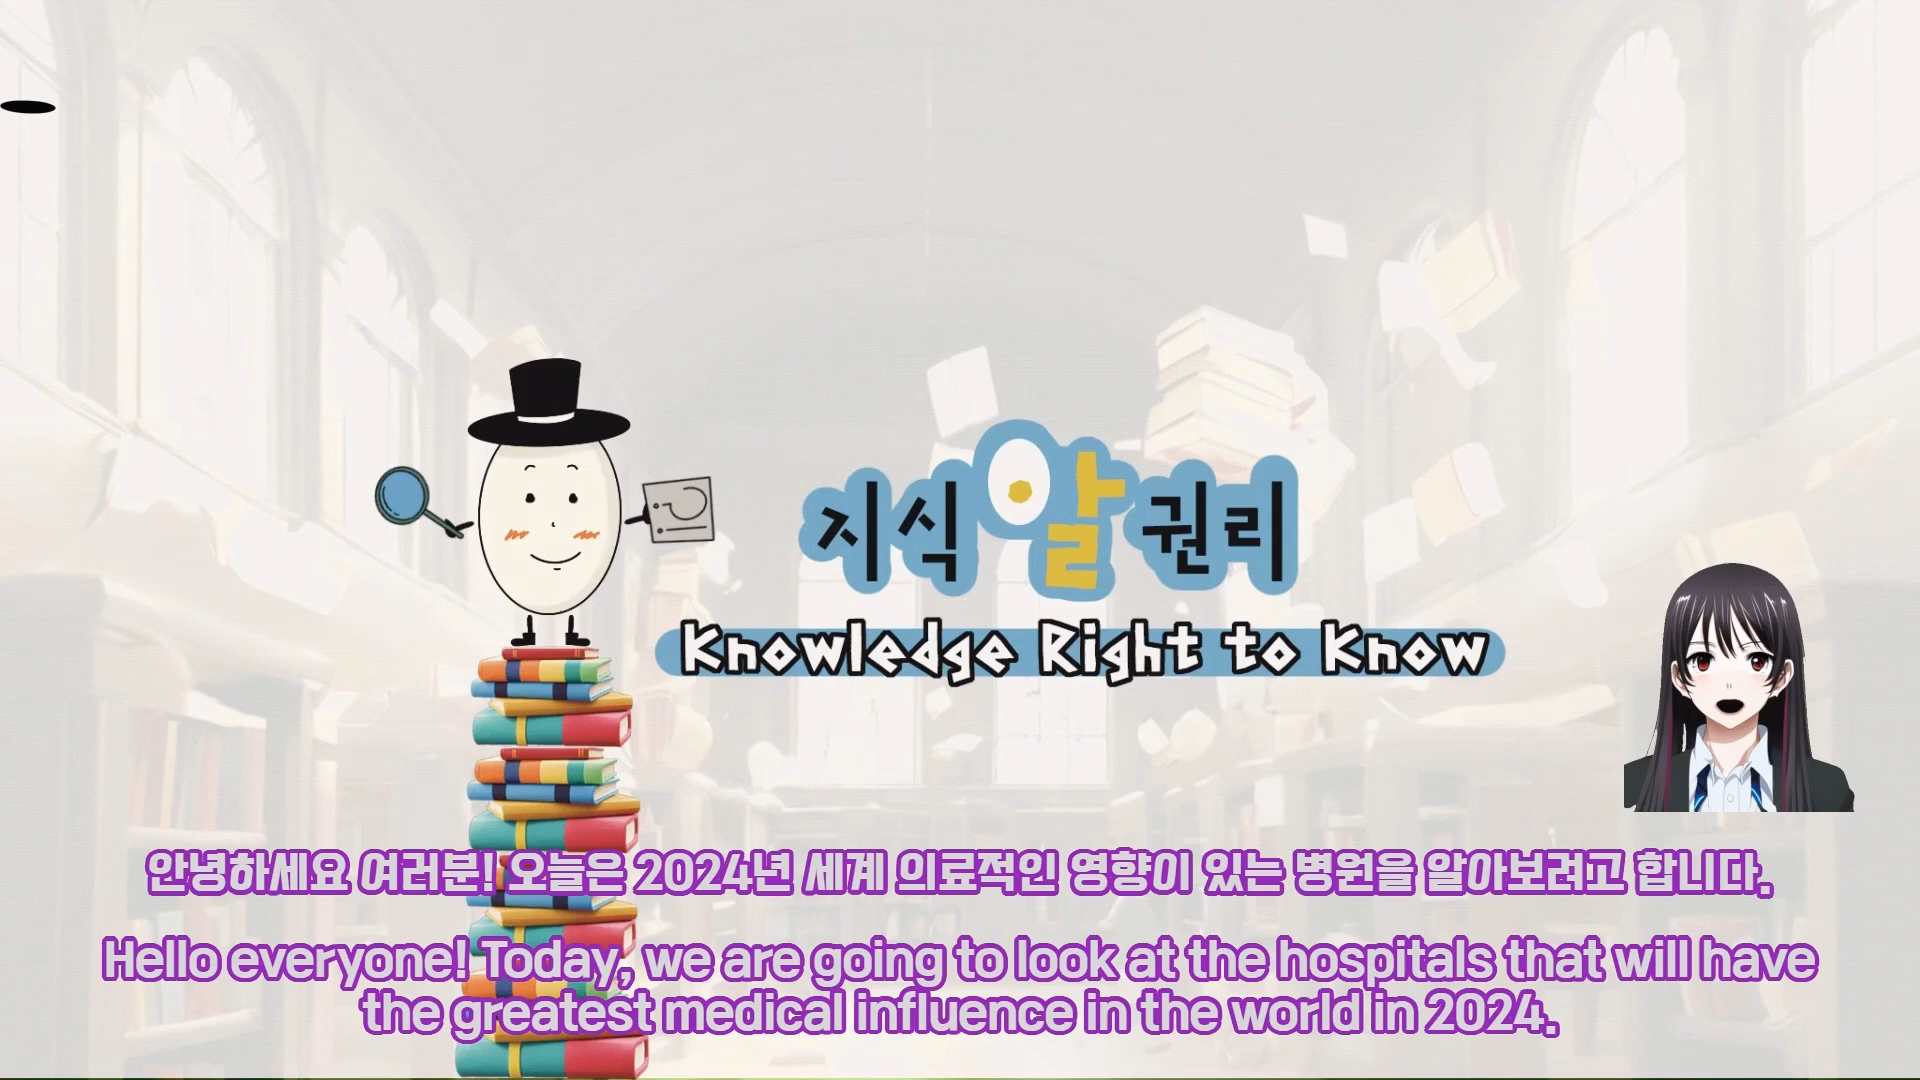 지식알권리
Knowledge Right to Know
안녕하세요 여러분! 오늘은 2024년 세계 의료적인 영향이 있는 병원을 알아보려고 합니다.
Hello everyone! Today, we are going to look at the hospitals that will have
the greatest medical influence in the world in 2024.